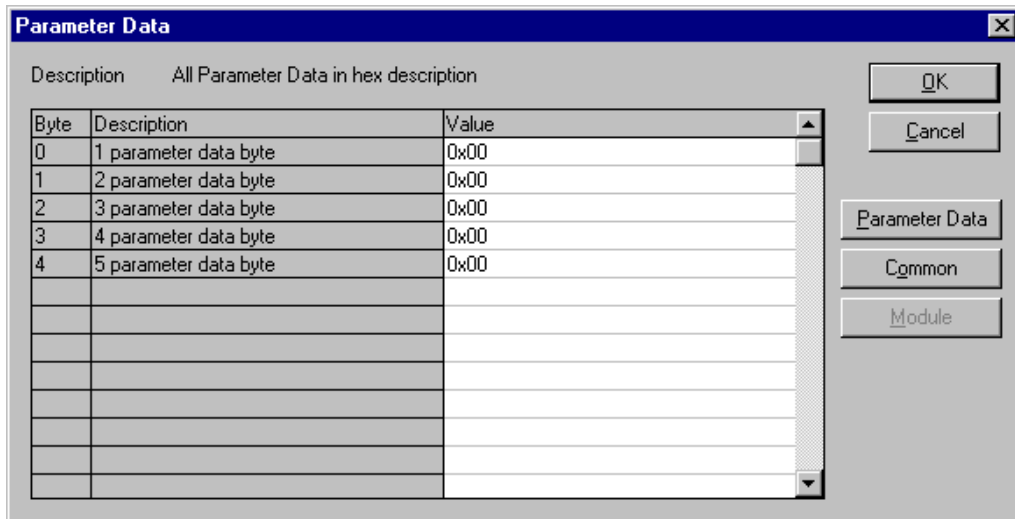 Parameter Data
Description All Parameter Data in hex description
OK
Cancel
Byte Description Value
0 1 parameter data byte 0x00
1 2 parameter data byte 0x00
2 3 parameter data byte 0x00
3 4 parameter data byte 0x00
4 5 parameter data byte 0x00
Parameter Data
Common
Module